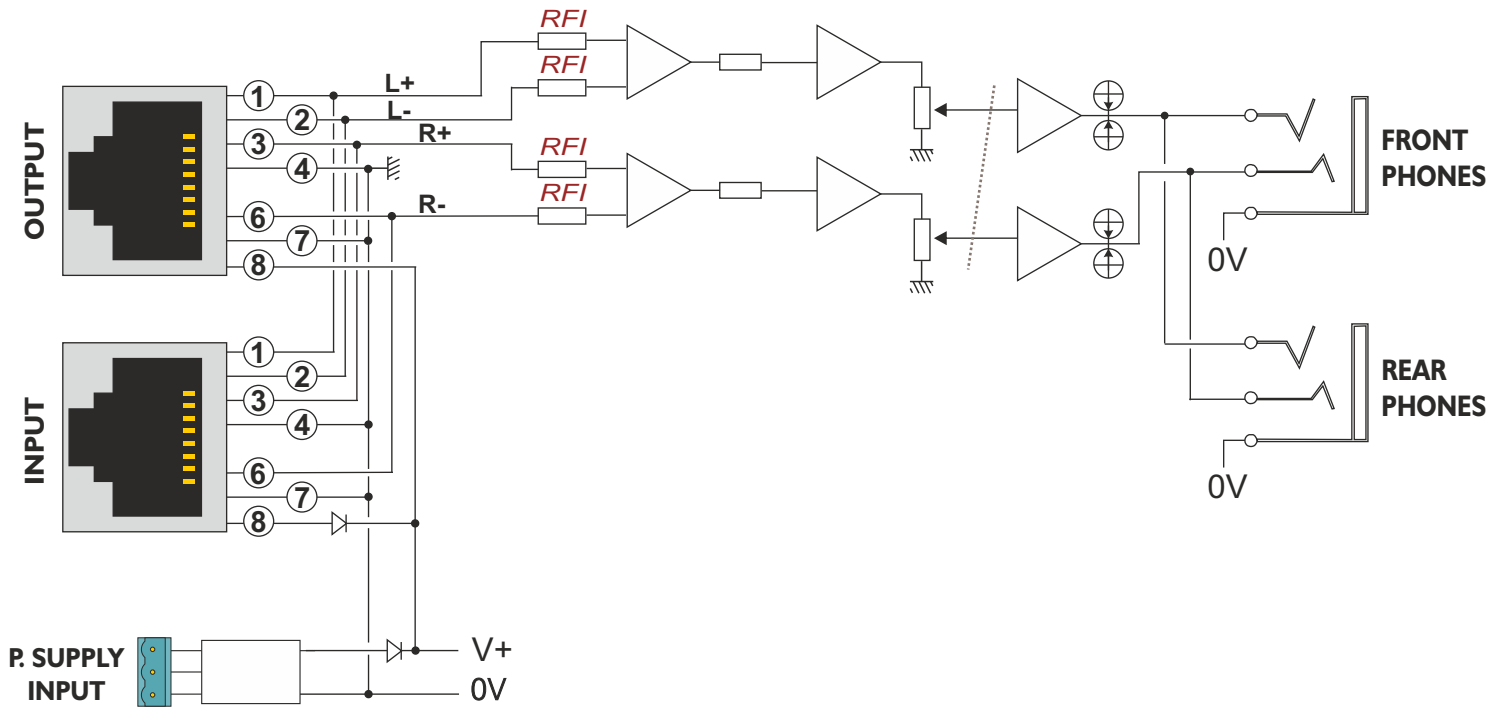 RFI
RFI
L+
L-
R+
R-
RFI
RFI
OUTPUT
1
2
3
4
6
7
8
INPUT
1
2
3
4
6
7
8
FRONT
PHONES
0V
REAR
PHONES
0V
P. SUPPLY
INPUT
V+
0V